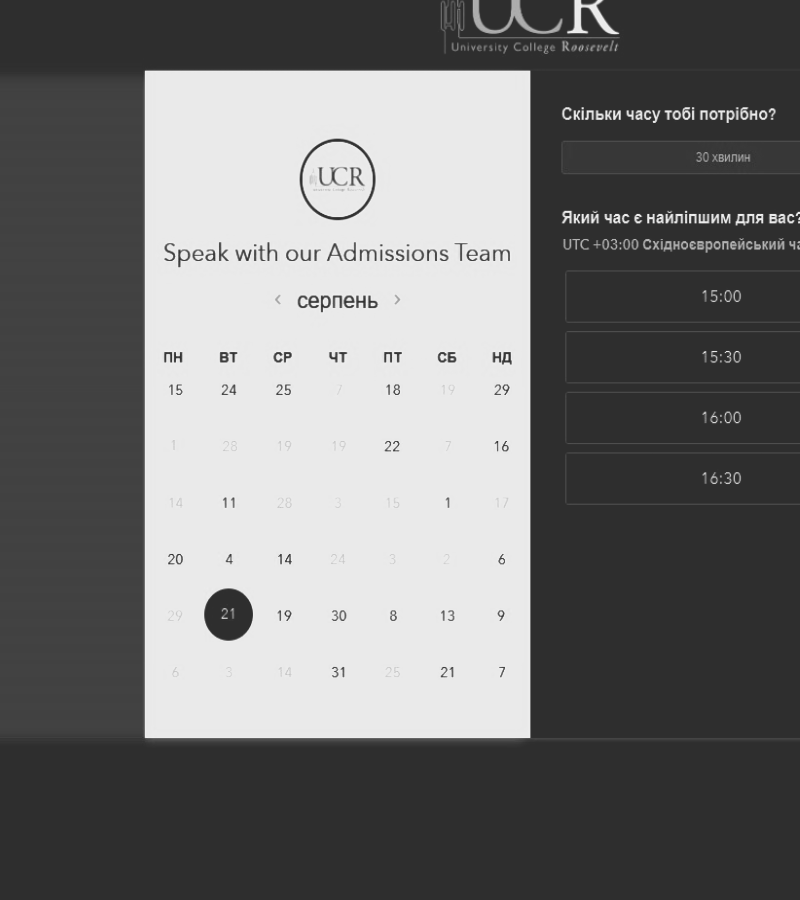 UCR
University College Roosevelt
UCR
Speak with our Admissions Team
серпень
ПН ВТ СР ЧТ ПТ СБ НД
15 24 25 7 18 19 29
1 28 19 19 22 7 16
14 11 28 3 15 1 17
20 4 14 24 3 2 6
29 21 19 30 8 13 9
6 3 14 31 25 21 7
Скільки часу тобі потрібно?
30 хвилин
Який час є найліпшим для вас?
UTC +03:00 Східноєвропейський
15:00
15:30
16:00
16:30